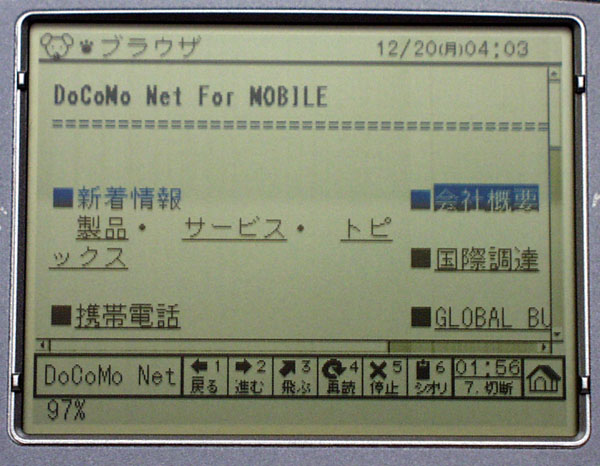 ブラウザ 12/20(月)04:03
DoCoMo Net For MOBILE
■新着情報 ■会社概要
製品・ サービス・ トピ
ックス ■国際調達
■携帯電話 ■GLOBAL BU
DoCoMo Net 1 戻る 2 進む 3 飛ぶ 4 再読 5 停止 6 シオリ 01:56 7.切断
97%